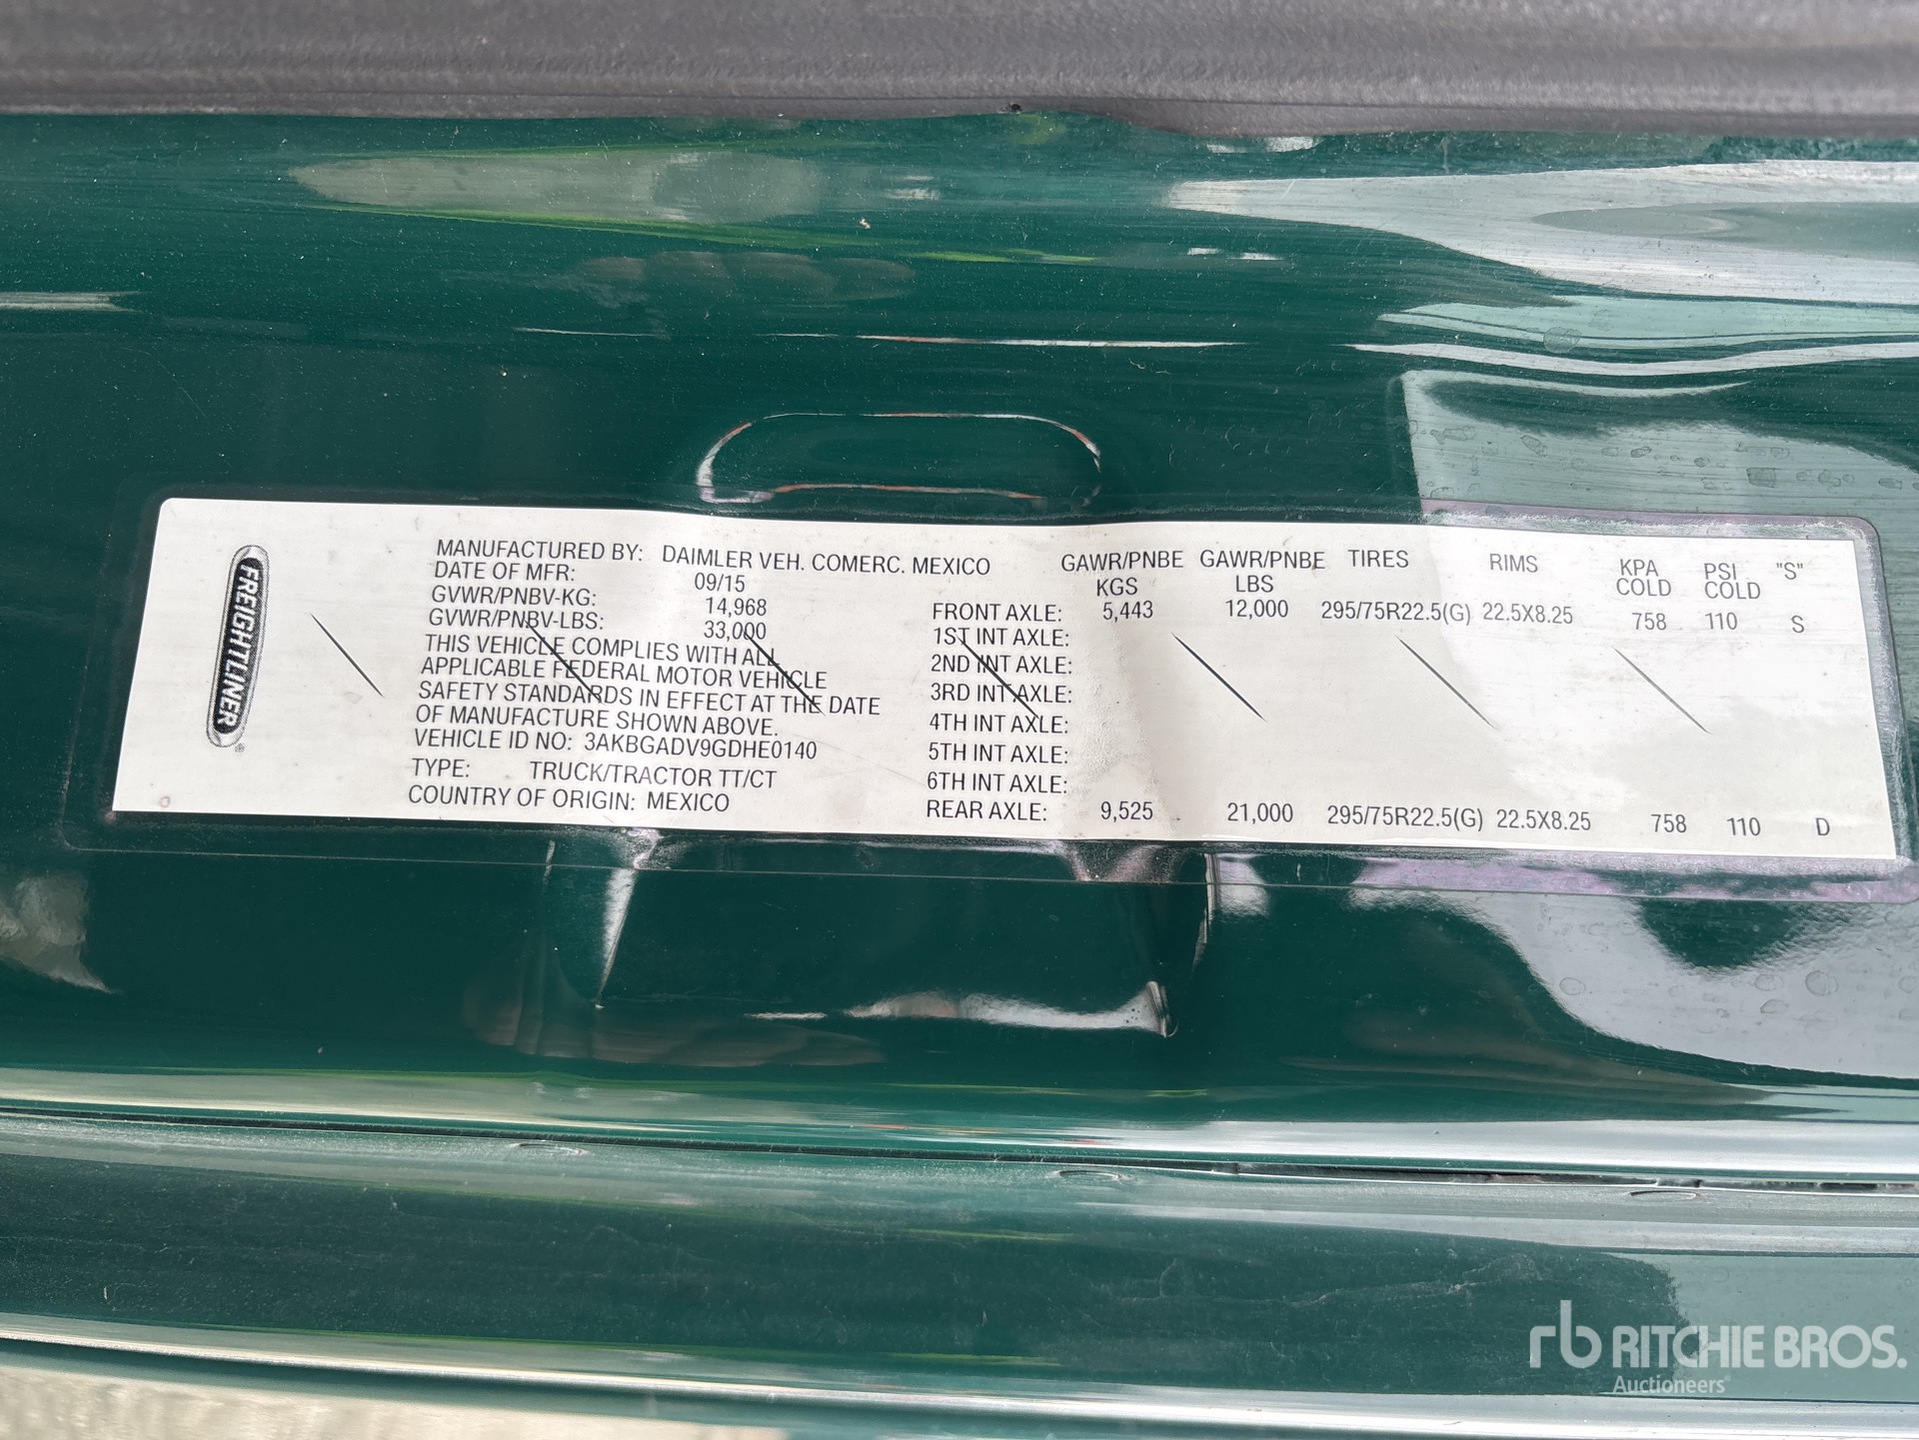 FREIGHTLINER®
MANUFACTURED BY: DAIMLER VEH. COMERC. MEXICO
DATE OF MFR: 09/15
GVWR/PNBV-KG: 14,968
GVWR/PNBV-LBS: 33,000
THIS VEHICLE COMPLIES WITH ALL
APPLICABLE FEDERAL MOTOR VEHICLE
SAFETY STANDARDS IN EFFECT AT THE DATE
OF MANUFACTURE SHOWN ABOVE.
VEHICLE ID NO: 3AKBGADV9GDHE0140
TYPE: TRUCK/TRACTOR TT/CT
COUNTRY OF ORIGIN: MEXICO
GAWR/PNBE GAWR/PNBE TIRES RIMS KPA PSI "S"
KGS LBS COLD COLD
FRONT AXLE: 5,443 12,000 295/75R22.5(G) 22.5X8.25 758 110 S
1ST INT AXLE:
2ND INT AXLE:
3RD INT AXLE:
4TH INT AXLE:
5TH INT AXLE:
6TH INT AXLE:
REAR AXLE: 9,525 21,000 295/75R22.5(G) 22.5X8.25 758 110 D
rb RITCHIE BROS.
Auctioneers